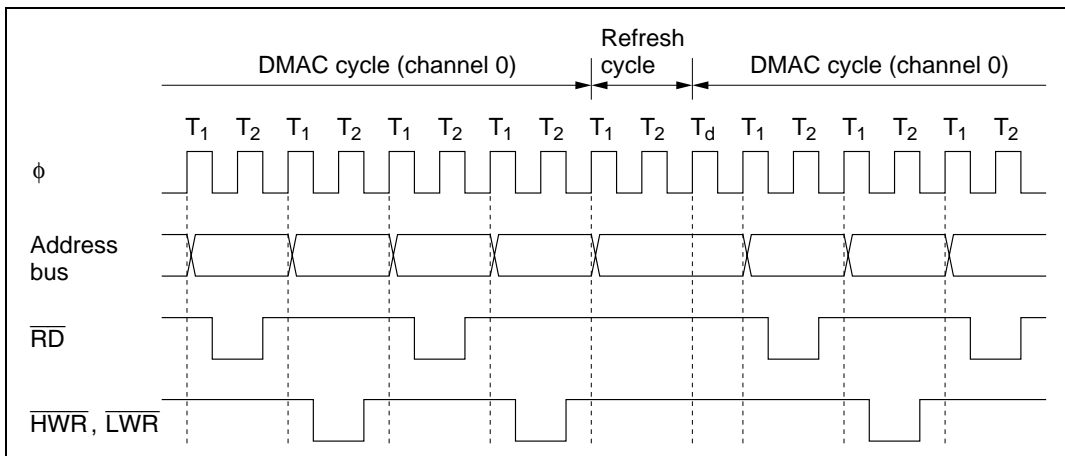 Refresh
DMAC cycle (channel 0) cycle DMAC cycle (channel 0)
T1 T2 T1 T2 T1 T2 T1 T2 T1 T2 Td T1 T2 T1 T2 T1 T2
ϕ
Address
bus
RD
HWR, LWR